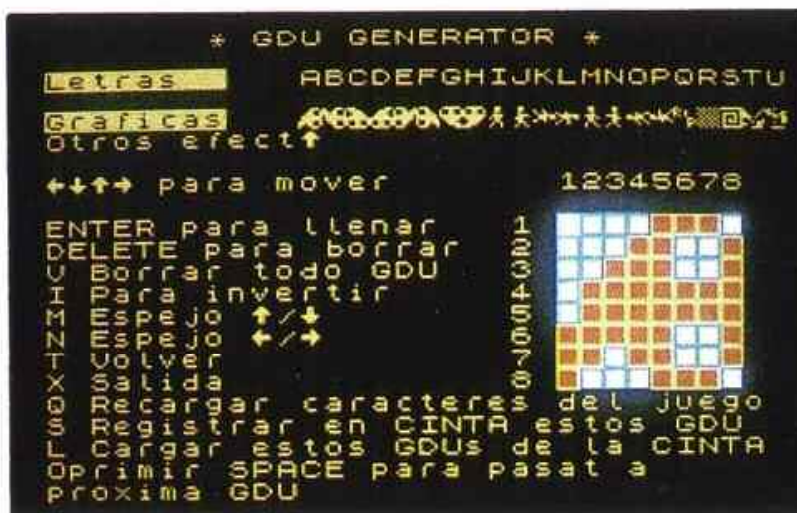 * GDU GENERATOR *
Letras ABCDEFGHIJKLMNOPQRSTU
Graficas
Otros efect↑
←↓↑→ para mover 12345678
ENTER para llenar 1
DELETE para borrar 2
V Borrar todo GDU 3
I Para invertir 4
M Espejo ↑/↓ 5
N Espejo ←/→ 6
T Volver 7
X Salida 8
Q Recargar caracteres del juego
S Registrar en CINTA estos GDU
L Cargar estos GDUs de la CINTA
Oprimir SPACE para pasat a
proxima GDU